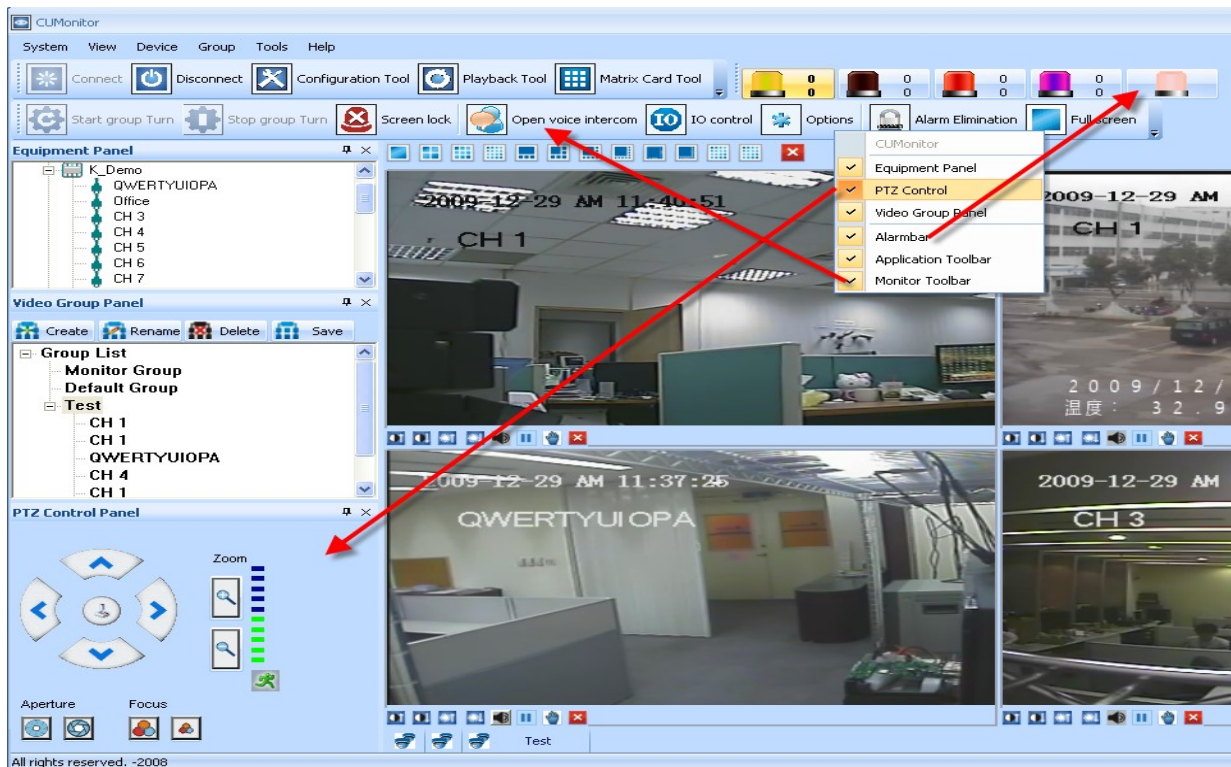 CUMonitor
System View Device Group Tools Help
Connect Disconnect Configuration Tool Playback Tool Matrix Card Tool
0 0 0 0
0 0 0 0
Start group Turn Stop group Turn Screen lock Open voice intercom IO IO control Options Alarm Elimination Full screen
Equipment Panel
K_Demo
QWERTYUIOPA
Office
CH 3
CH 4
CH 5
CH 6
CH 7
Video Group Panel
Create Rename Delete Save
Group List
Monitor Group
Default Group
Test
CH 1
CH 1
QWERTYUIOPA
CH 4
CH 1
PTZ Control Panel
Zoom
Aperture Focus
CUMonitor
Equipment Panel
PTZ Control
Video Group Panel
Alarmbar
Application Toolbar
Monitor Toolbar
2009-12-29 AM 11:40:51
CH 1
2009-12-29 AM
CH 1
2009/12/
温度: 32.9
2009-12-29 AM 11:37:25
QWERTYUIOPA
2009-12-29 AM
CH 3
Test
All rights reserved. -2008